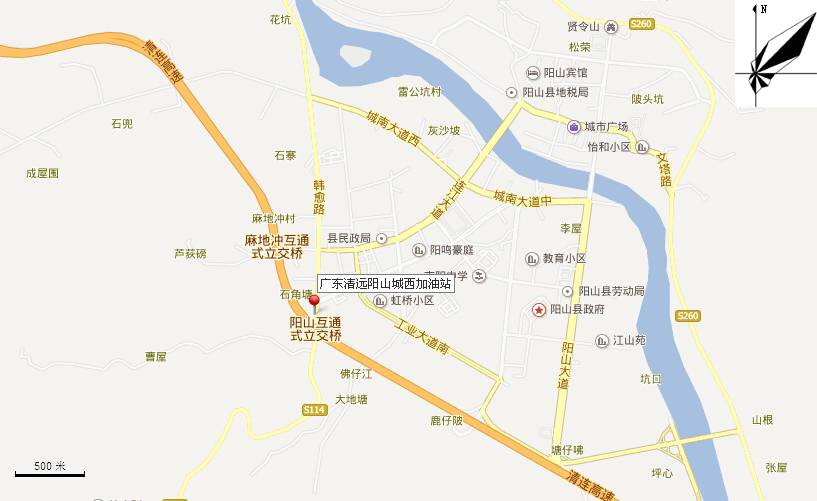 花坑
贤令山
S260
N
松荣
清连高速
阳山宾馆
雷公坑村
阳山县地税局
陂头坑
石兜
城南大道西
灰沙坡
城市广场
怡和小区
石寨
文塔路
成屋围
韩愈路
连江大道
城南大道中
麻地冲村
李屋
麻地冲互通
式立交桥
县民政局
阳鸣豪庭
芦荻磅
教育小区
中学
广东清远阳山城西加油站
石角塘
虹桥小区
阳山县劳动局
阳山县政府
S260
阳山互通
式立交桥
工业大道南
江山苑
曹屋
阳山大道
佛仔江
坑口
大地塘
S114
鹿仔陂
山根
塘仔咈
500 米
坪心
张屋
清连高速